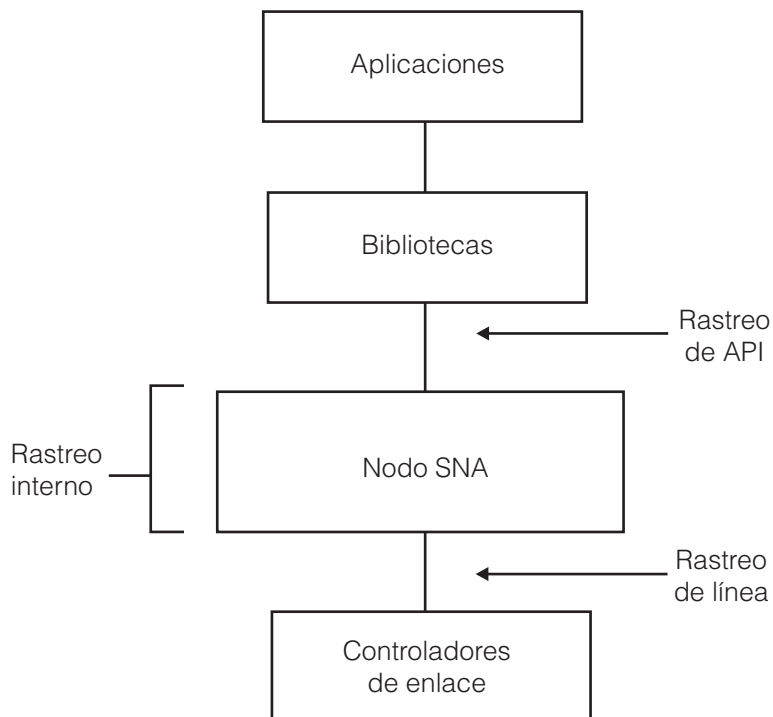 Aplicaciones
Bibliotecas
Rastreo
de API
Rastreo
interno
Nodo SNA
Rastreo
de línea
Controladores
de enlace